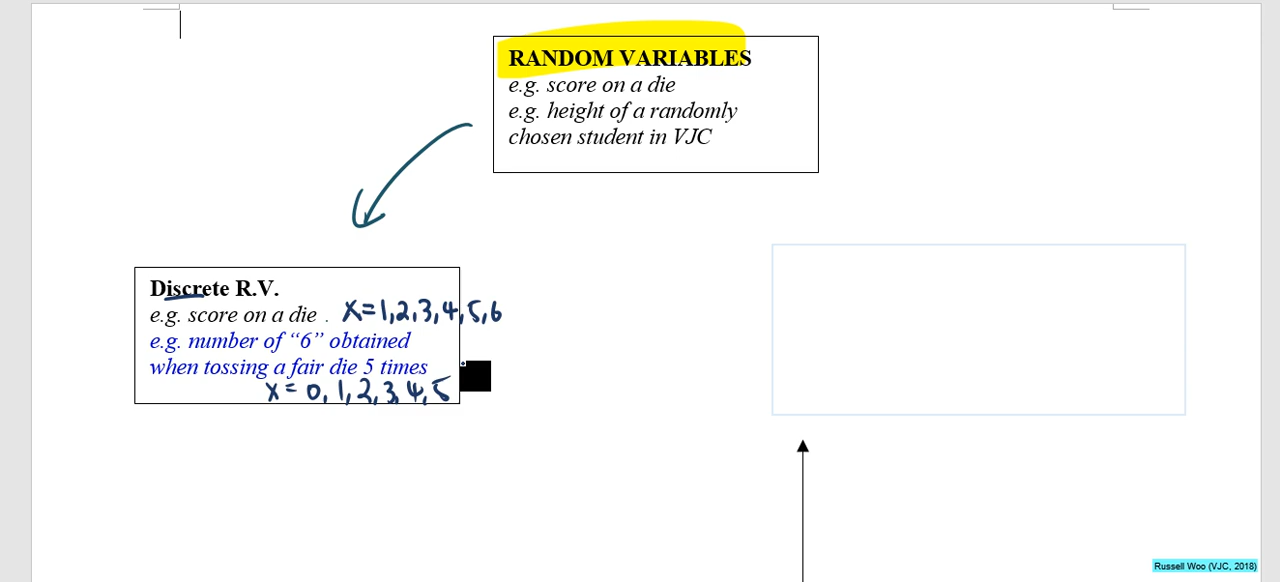 RANDOM VARIABLES
e.g. score on a die
e.g. height of a randomly
chosen student in VJC
Discrete R.V.
e.g. score on a die . X=1,2,3,4,5,6
e.g. number of “6” obtained
when tossing a fair die 5 times
X = 0, 1, 2, 3, 4, 5
Russell Woo (VJC, 2018)